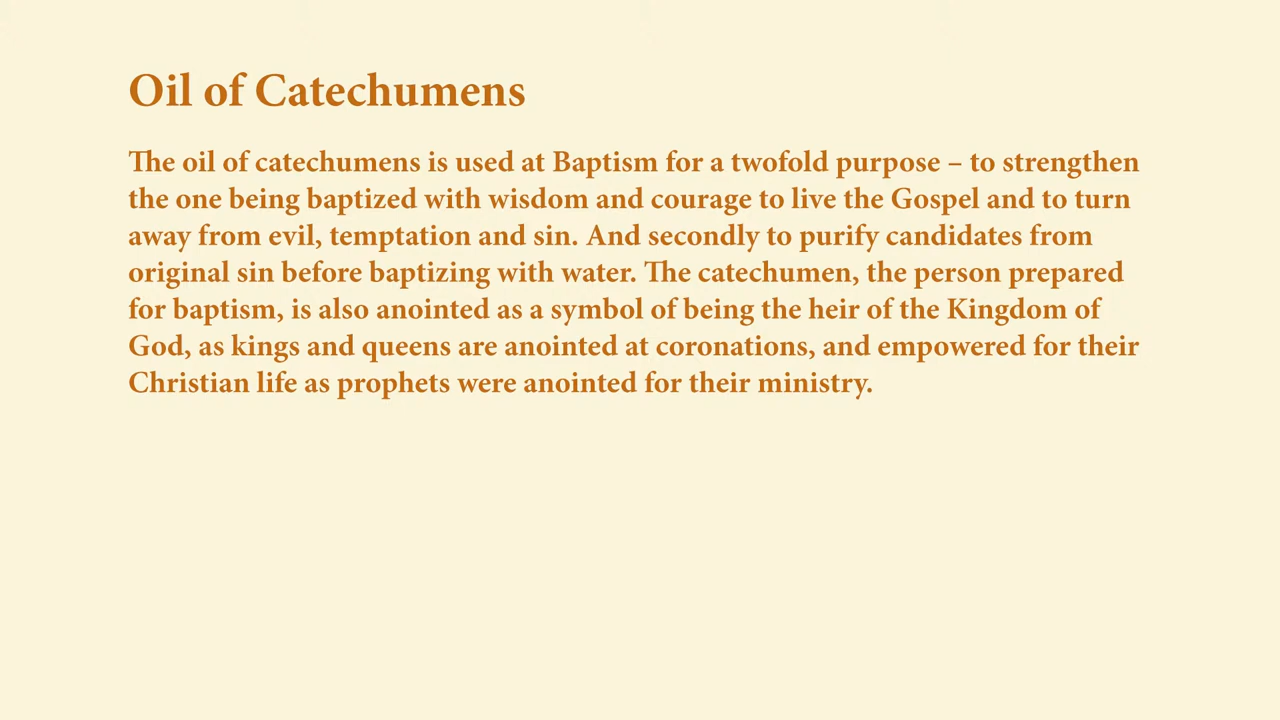 Oil of Catechumens
The oil of catechumens is used at Baptism for a twofold purpose – to strengthen
the one being baptized with wisdom and courage to live the Gospel and to turn
away from evil, temptation and sin. And secondly to purify candidates from
original sin before baptizing with water. The catechumen, the person prepared
for baptism, is also anointed as a symbol of being the heir of the Kingdom of
God, as kings and queens are anointed at coronations, and empowered for their
Christian life as prophets were anointed for their ministry.